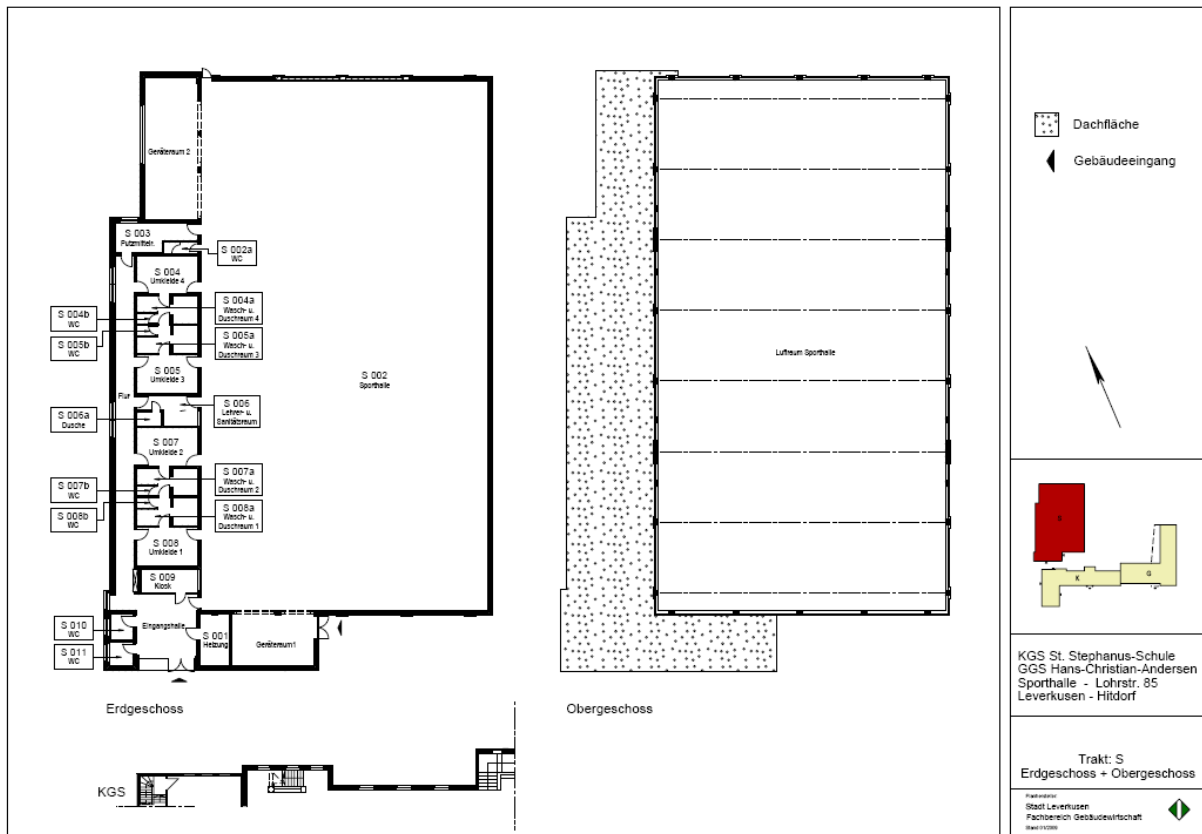 Geräteraum 2
S 003
Putzmittelr.
S 002a
WC
S 004
Umkleide 4
S 004a
Wasch- u.
Duschraum 4
S 004b
WC
S 005b
WC
S 005a
Wasch- u.
Duschraum 3
S 005
Umkleide 3
Flur
S 006
Lehrer- u.
Sanitätsraum
S 006a
Dusche
S 007
Umkleide 2
S 007a
Wasch- u.
Duschraum 2
S 007b
WC
S 008b
WC
S 008a
Wasch- u.
Duschraum 1
S 008
Umkleide 1
S 009
Kiosk
S 010
WC
Eingangshalle
S 011
WC
S 001
Heizung
Geräteraum1
S 002
Sporthalle
Erdgeschoss
KGS
Luftraum Sporthalle
Obergeschoss
Dachfläche
Gebäudeeingang
S
K
G
KGS St. Stephanus-Schule
GGS Hans-Christian-Andersen
Sporthalle - Lohrstr. 85
Leverkusen - Hitdorf
Trakt: S
Erdgeschoss + Obergeschoss
Stadt Leverkusen
Fachbereich Gebäudewirtschaft